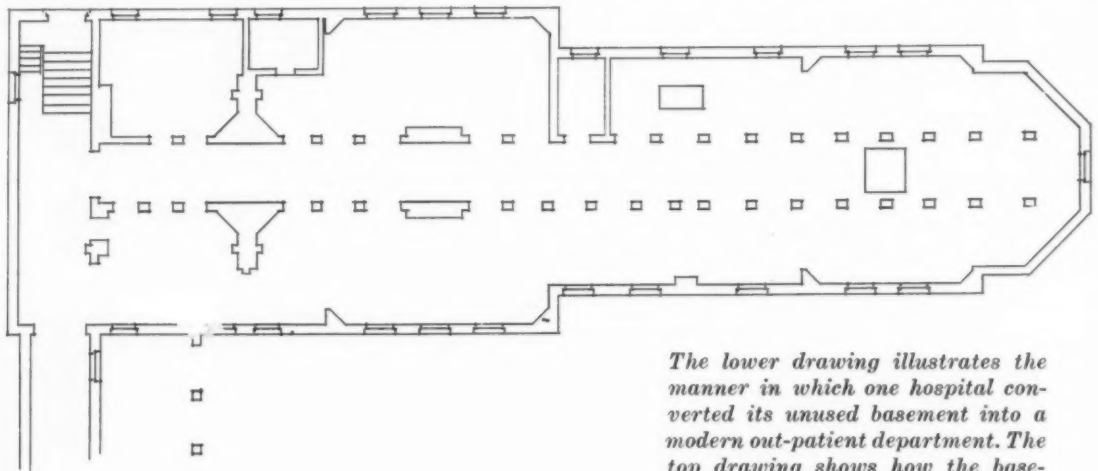 The lower drawing illustrates the
manner in which one hospital con-
verted its unused basement into a
modern out-patient department. The
top drawing shows how the base-